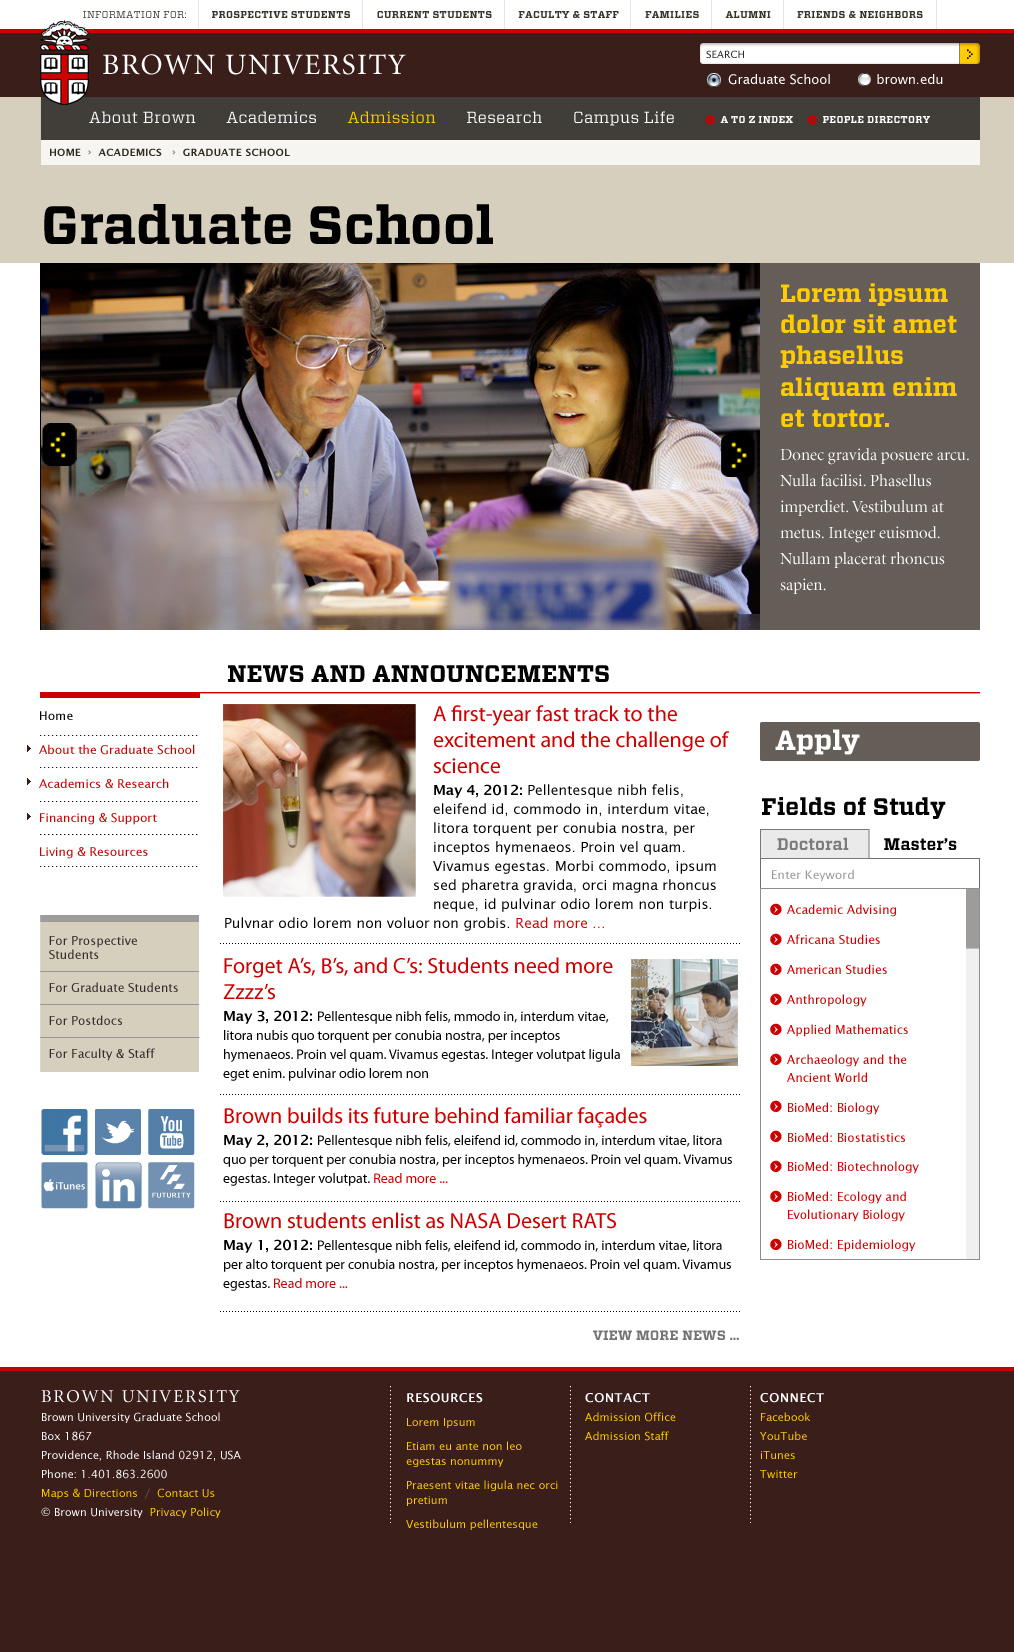 INFORMATION FOR: PROSPECTIVE STUDENTS CURRENT STUDENTS FACULTY & STAFF FAMILIES ALUMNI FRIENDS & NEIGHBORS
BROWN UNIVERSITY
SEARCH
Graduate School brown.edu
About Brown Academics Admission Research Campus Life A TO Z INDEX PEOPLE DIRECTORY
HOME › ACADEMICS › GRADUATE SCHOOL
Graduate School
Lorem ipsum
dolor sit amet
phasellus
aliquam enim
et tortor.
Donec gravida posuere arcu.
Nulla facilisi. Phasellus
imperdiet. Vestibulum at
metus. Integer euismod.
Nullam placerat rhoncus
sapien.
NEWS AND ANNOUNCEMENTS
Home
About the Graduate School
Academics & Research
Financing & Support
Living & Resources
For Prospective
Students
For Graduate Students
For Postdocs
For Faculty & Staff
f
You
Tube
iTunes
in
FUTURITY
A first-year fast track to the
excitement and the challenge of
science
May 4, 2012: Pellentesque nibh felis,
eleifend id, commodo in, interdum vitae,
litora torquent per conubia nostra, per
inceptos hymenaeos. Proin vel quam.
Vivamus egestas. Morbi commodo, ipsum
sed pharetra gravida, orci magna rhoncus
neque, id pulvinar odio lorem non turpis.
Pulvnar odio lorem non voluor non grobis. Read more ...
Forget A's, B's, and C's: Students need more
Zzzz's
May 3, 2012: Pellentesque nibh felis, mmodo in, interdum vitae,
litora nubis quo torquent per conubia nostra, per inceptos
hymenaeos. Proin vel quam. Vivamus egestas. Integer volutpat ligula
eget enim. pulvinar odio lorem non
Brown builds its future behind familiar façades
May 2, 2012: Pellentesque nibh felis, eleifend id, commodo in, interdum vitae, litora
quo per torquent per conubia nostra, per inceptos hymenaeos. Proin vel quam. Vivamus
egestas. Integer volutpat. Read more ...
Brown students enlist as NASA Desert RATS
May 1, 2012: Pellentesque nibh felis, eleifend id, commodo in, interdum vitae, litora
per alto torquent per conubia nostra, per inceptos hymenaeos. Proin vel quam. Vivamus
egestas. Read more ...
VIEW MORE NEWS ...
Apply
Fields of Study
Doctoral Master's
Enter Keyword
Academic Advising
Africana Studies
American Studies
Anthropology
Applied Mathematics
Archaeology and the
Ancient World
BioMed: Biology
BioMed: Biostatistics
BioMed: Biotechnology
BioMed: Ecology and
Evolutionary Biology
BioMed: Epidemiology
BROWN UNIVERSITY
Brown University Graduate School
Box 1867
Providence, Rhode Island 02912, USA
Phone: 1.401.863.2600
Maps & Directions / Contact Us
© Brown University Privacy Policy
RESOURCES
Lorem Ipsum
Etiam eu ante non leo
egestas nonummy
Praesent vitae ligula nec orci
pretium
Vestibulum pellentesque
CONTACT
Admission Office
Admission Staff
CONNECT
Facebook
YouTube
iTunes
Twitter